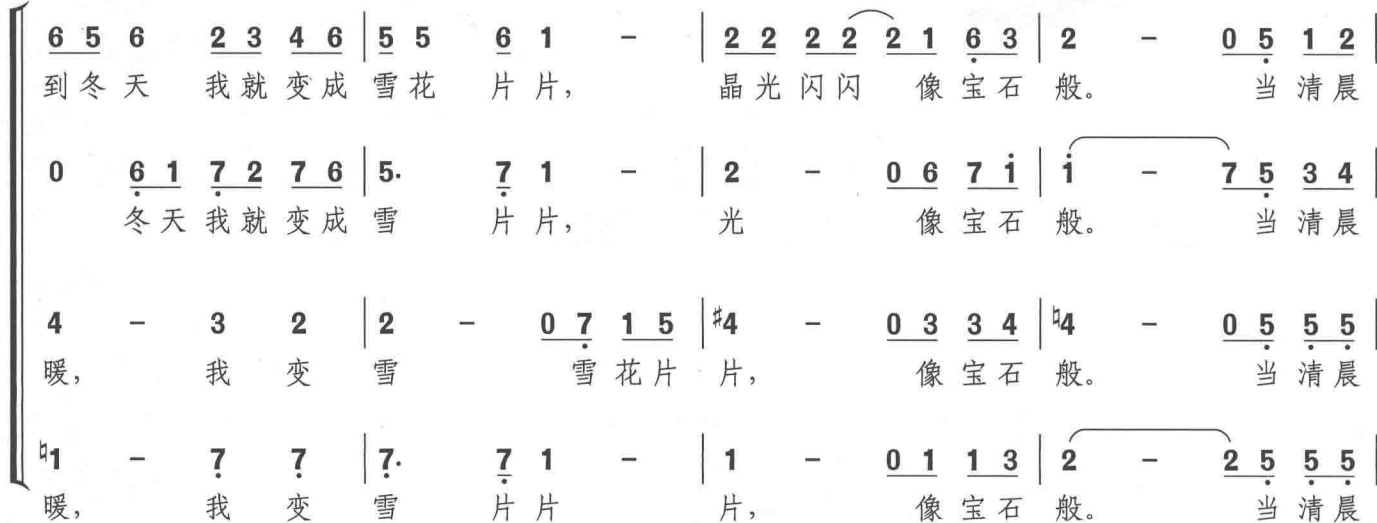 6 5 6 2 3 4 6 | 5 5 6 1 - | 2 2 2 2 2 1 6̣ 3 | 2 - 0 5̣ 1 2 |
到冬天 我就变成 雪花 片片, 晶光闪闪 像宝石 般。 当清晨
0 6̣ 1 7̣ 2 7 6 | 5. 7̣ 1 - | 2 - 0 6 7 i̇ | i̇ - 7 5̣ 3 4 |
冬天我就变成 雪 片片, 光 像宝石 般。 当清晨
4 - 3 2 | 2 - 0 7̣ 1 5 | ♯4 - 0 3 3 4 | ♮4 - 0 5̣ 5̣ 5̣ |
暖, 我 变 雪 雪花片 片, 像宝石 般。 当清晨
♮1 - 7̣ 7̣ | 7̣. 7̣ 1 - | 1 - 0 1 1 3 | 2 - 2 5̣ 5̣ 5̣ |
暖, 我 变 雪 片片 片, 像宝石 般。 当清晨